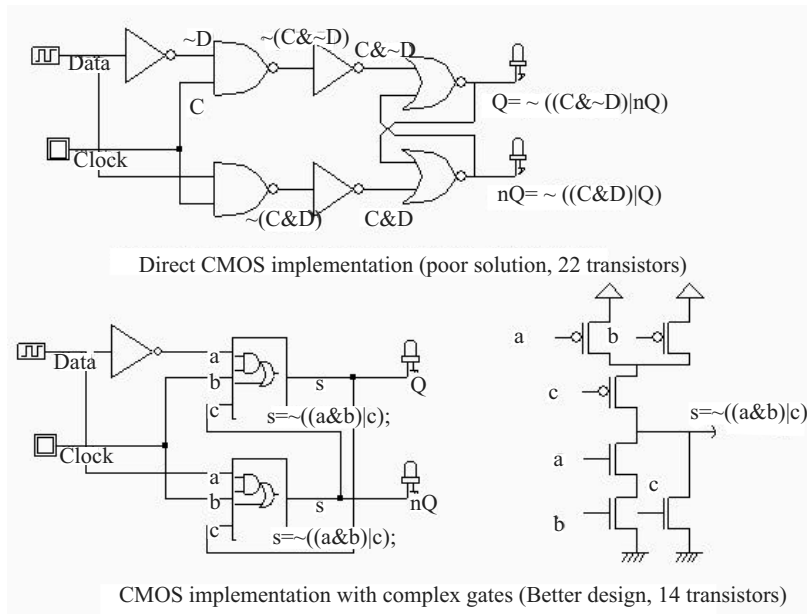 ~D
~(C&~D)
C&~D
Data
C
Q= ~ ((C&~D)|nQ)
Clock
~(C&D)
C&D
nQ= ~ ((C&D)|Q)
Direct CMOS implementation (poor solution, 22 transistors)
Data
a
b
c
s
s=~((a&b)|c);
Q
Clock
a
b
c
s
s=~((a&b)|c);
nQ
a
b
c
s=~((a&b)|c)
a
c
b
CMOS implementation with complex gates (Better design, 14 transistors)